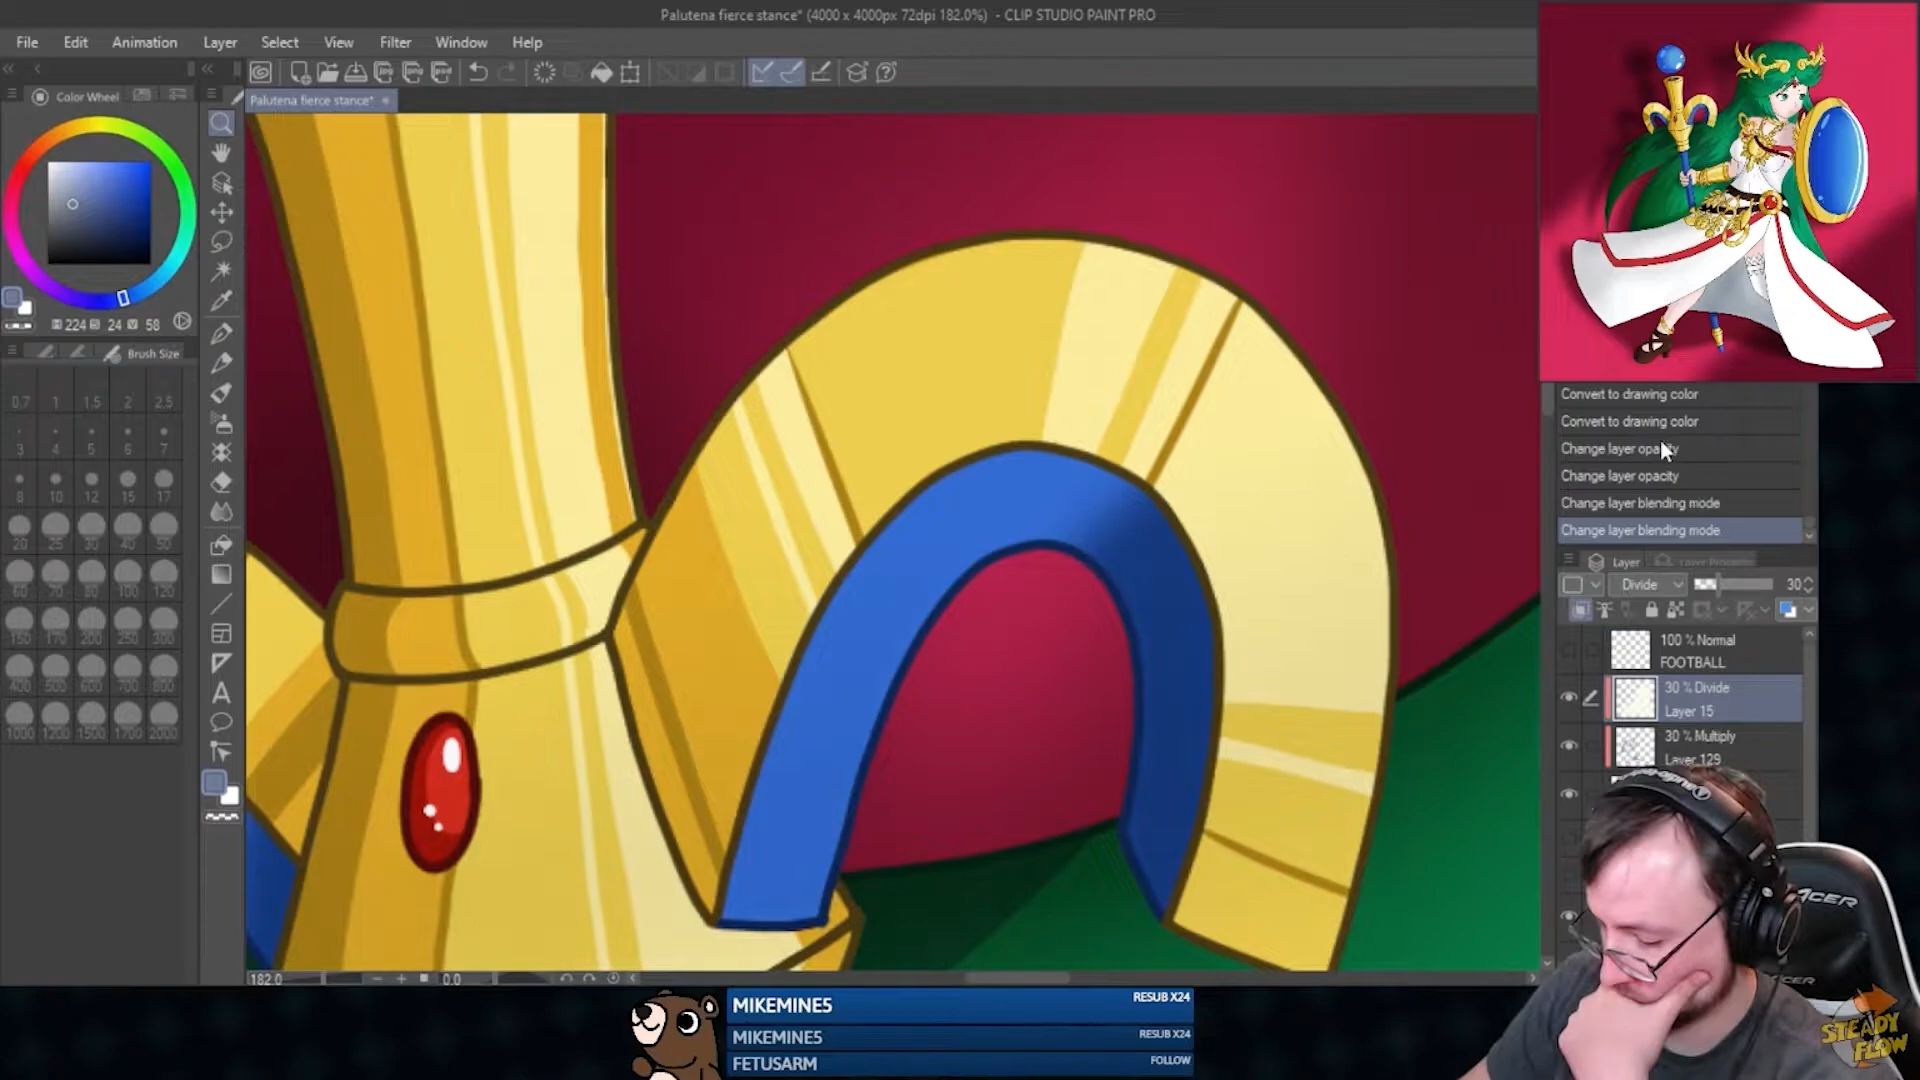 Palutena fierce stance* (4000 x 4000px 72dpi 182.0%) - CLIP STUDIO PAINT PRO
File Edit Animation Layer Select View Filter Window Help
Color Wheel
Palutena fierce stance*
224 24 58
Brush Size
0.7 1 1.5 2 2.5
3 4 5 6 7
8 10 12 15 17
20 25 30 40 50
60 70 80 100 120
150 170 200 250 300
400 500 600 700 800
1000 1200 1500 1700 2000
182.0 0.0
Convert to drawing color
Convert to drawing color
Change layer opacity
Change layer opacity
Change layer blending mode
Change layer blending mode
Layer
Divide 30
100 % Normal
FOOTBALL
30 % Divide
Layer 15
30 % Multiply
Layer 129
ACER
ACER
STEADY
FLOW
MIKEMINE5 RESUB X24
MIKEMINE5 RESUB X24
FETUSARM FOLLOW